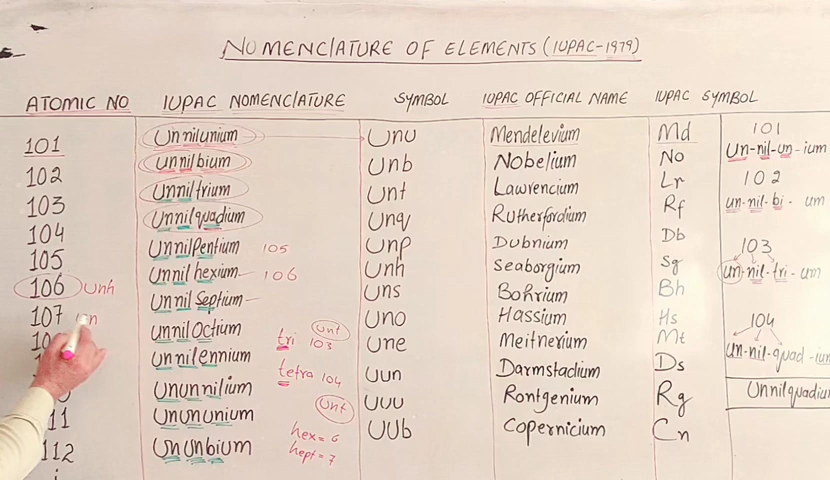 NOMENCLATURE OF ELEMENTS (IUPAC-1979)
ATOMIC NO IUPAC NOMENCLATURE SYMBOL IUPAC OFFICIAL NAME IUPAC SYMBOL
101 Unnilunium Unu Mendelevium Md
102 unnilbium Unb Nobelium No
103 Unniltrium Unt Lawrencium Lr
104 Unnilquadium Unq Rutherfordium Rf
105 UnnilPentium 105 Unp Dubnium Db
106 Unh Unnil hexium 106 Unh Seaborgium Sg
107 Un Unnil Septium Uns Bohrium Bh
10 unnil Octium Uno Hassium Hs
unnilennium Une Meitnerium Mt
Ununnilium Uun Darmstadium Ds
11 Unununium Uuu Rontgenium Rg
112 Ununbium UUb Copernicium Cn
tri 103 Unt
tetra 104
Unt
hex = 6
hept = 7
101
Un-nil-un-ium
102
un-nil-bi-um
103
un-nil-tri-um
104
un-nil-quad-ium
Unnilquadium